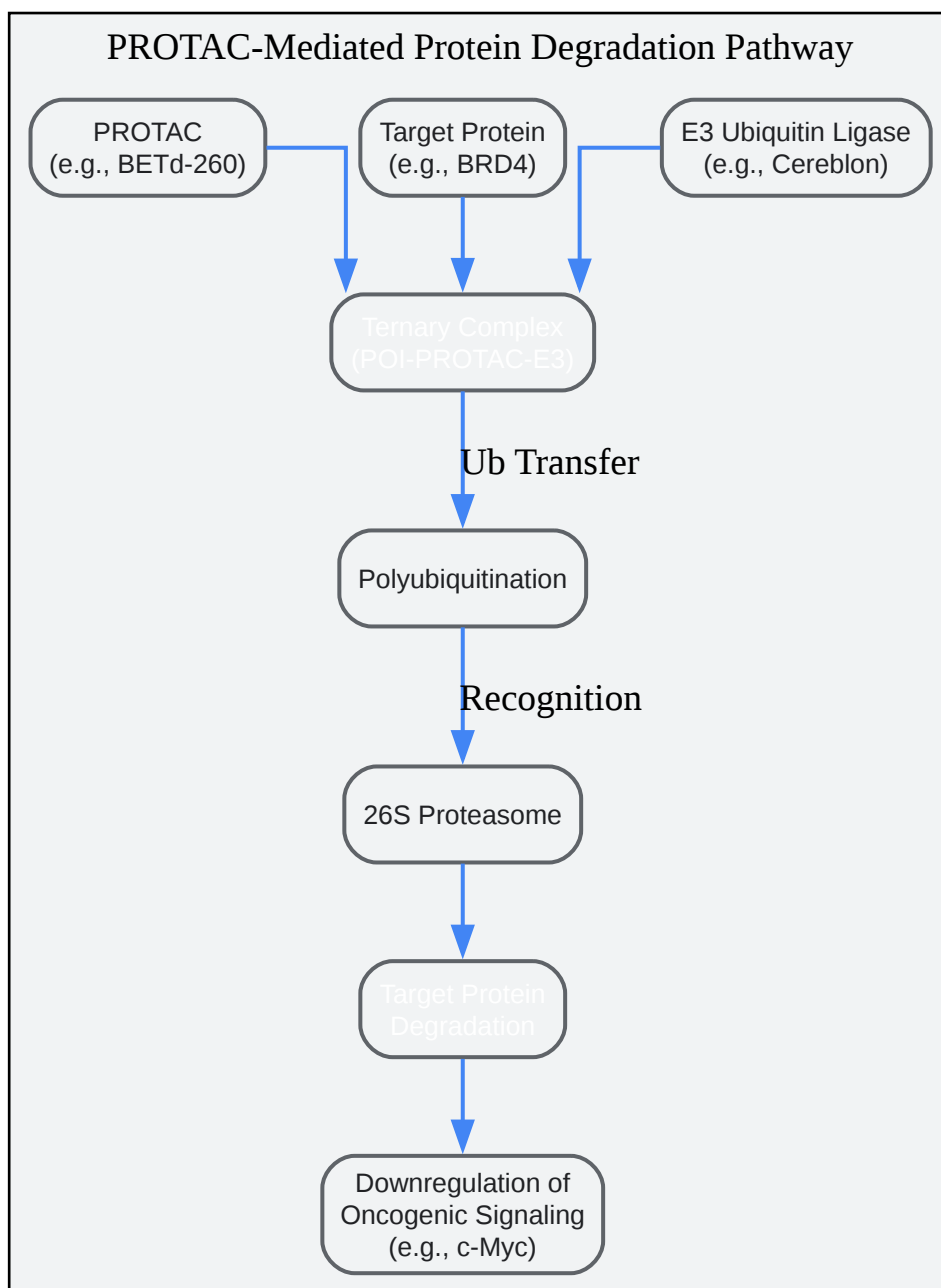 PROTAC-Mediated Protein Degradation Pathway
PROTAC
(e.g., BETd-260)
Target Protein
(e.g., BRD4)
E3 Ubiquitin Ligase
(e.g., Cereblon)
Ternary Complex
(POI-PROTAC-E3)
Ub Transfer
Polyubiquitination
Recognition
26S Proteasome
Target Protein
Degradation
Downregulation of
Oncogenic Signaling
(e.g., c-Myc)